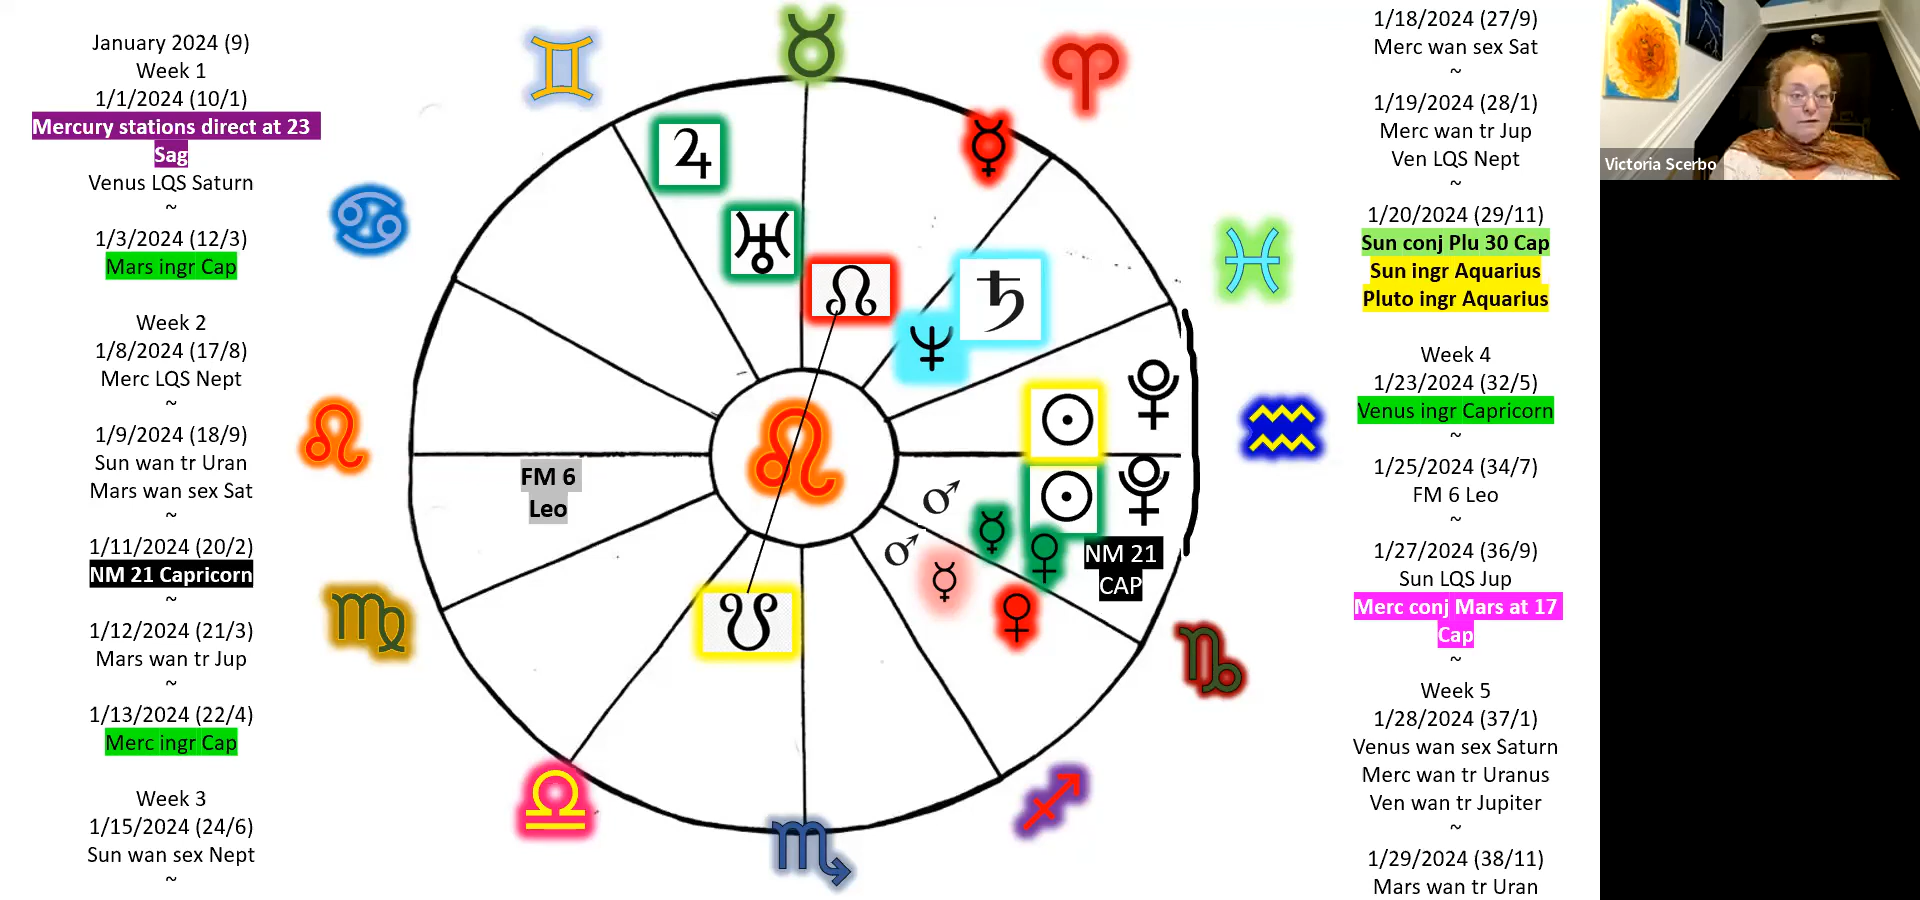 January 2024 (9)
Week 1
1/1/2024 (10/1)
Mercury stations direct at 23
Sag
Venus LQS Saturn
~
1/3/2024 (12/3)
Mars ingr Cap
Week 2
1/8/2024 (17/8)
Merc LQS Nept
~
1/9/2024 (18/9)
Sun wan tr Uran
Mars wan sex Sat
~
1/11/2024 (20/2)
NM 21 Capricorn
~
1/12/2024 (21/3)
Mars wan tr Jup
~
1/13/2024 (22/4)
Merc ingr Cap
Week 3
1/15/2024 (24/6)
Sun wan sex Nept
~
FM 6
Leo
NM 21
CAP
1/18/2024 (27/9)
Merc wan sex Sat
~
1/19/2024 (28/1)
Merc wan tr Jup
Ven LQS Nept
~
1/20/2024 (29/11)
Sun conj Plu 30 Cap
Sun ingr Aquarius
Pluto ingr Aquarius
Week 4
1/23/2024 (32/5)
Venus ingr Capricorn
~
1/25/2024 (34/7)
FM 6 Leo
~
1/27/2024 (36/9)
Sun LQS Jup
Merc conj Mars at 17
Cap
~
Week 5
1/28/2024 (37/1)
Venus wan sex Saturn
Merc wan tr Uranus
Ven wan tr Jupiter
~
1/29/2024 (38/11)
Mars wan tr Uran
Victoria Scerbo